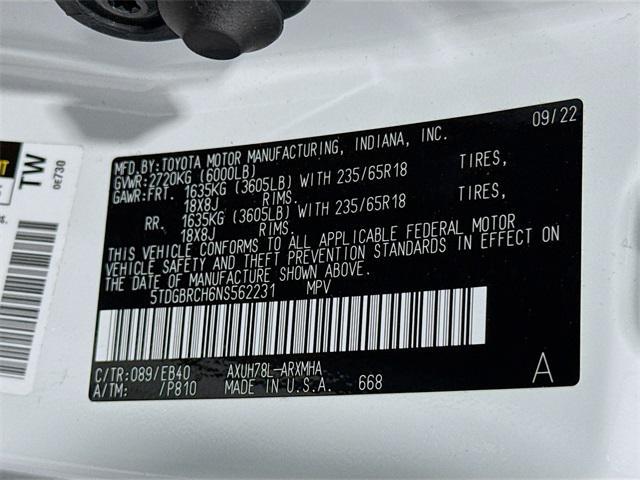 MFD.BY:TOYOTA MOTOR MANUFACTURING, INDIANA, INC. 09/22
GVWR:2720KG (6000LB)
GAWR:FRT. 1635KG (3605LB) WITH 235/65R18 TIRES,
18X8J RIMS.
RR. 1635KG (3605LB) WITH 235/65R18 TIRES,
18X8J RIMS.
THIS VEHICLE CONFORMS TO ALL APPLICABLE FEDERAL MOTOR
VEHICLE SAFETY AND THEFT PREVENTION STANDARDS IN EFFECT ON
THE DATE OF MANUFACTURE SHOWN ABOVE.
5TDGBRCH6NS562231 MPV
C/TR:089/EB40 AXUH78L-ARXMHA
A/TM: /P810 MADE IN U.S.A. 668 A
TW
0E730